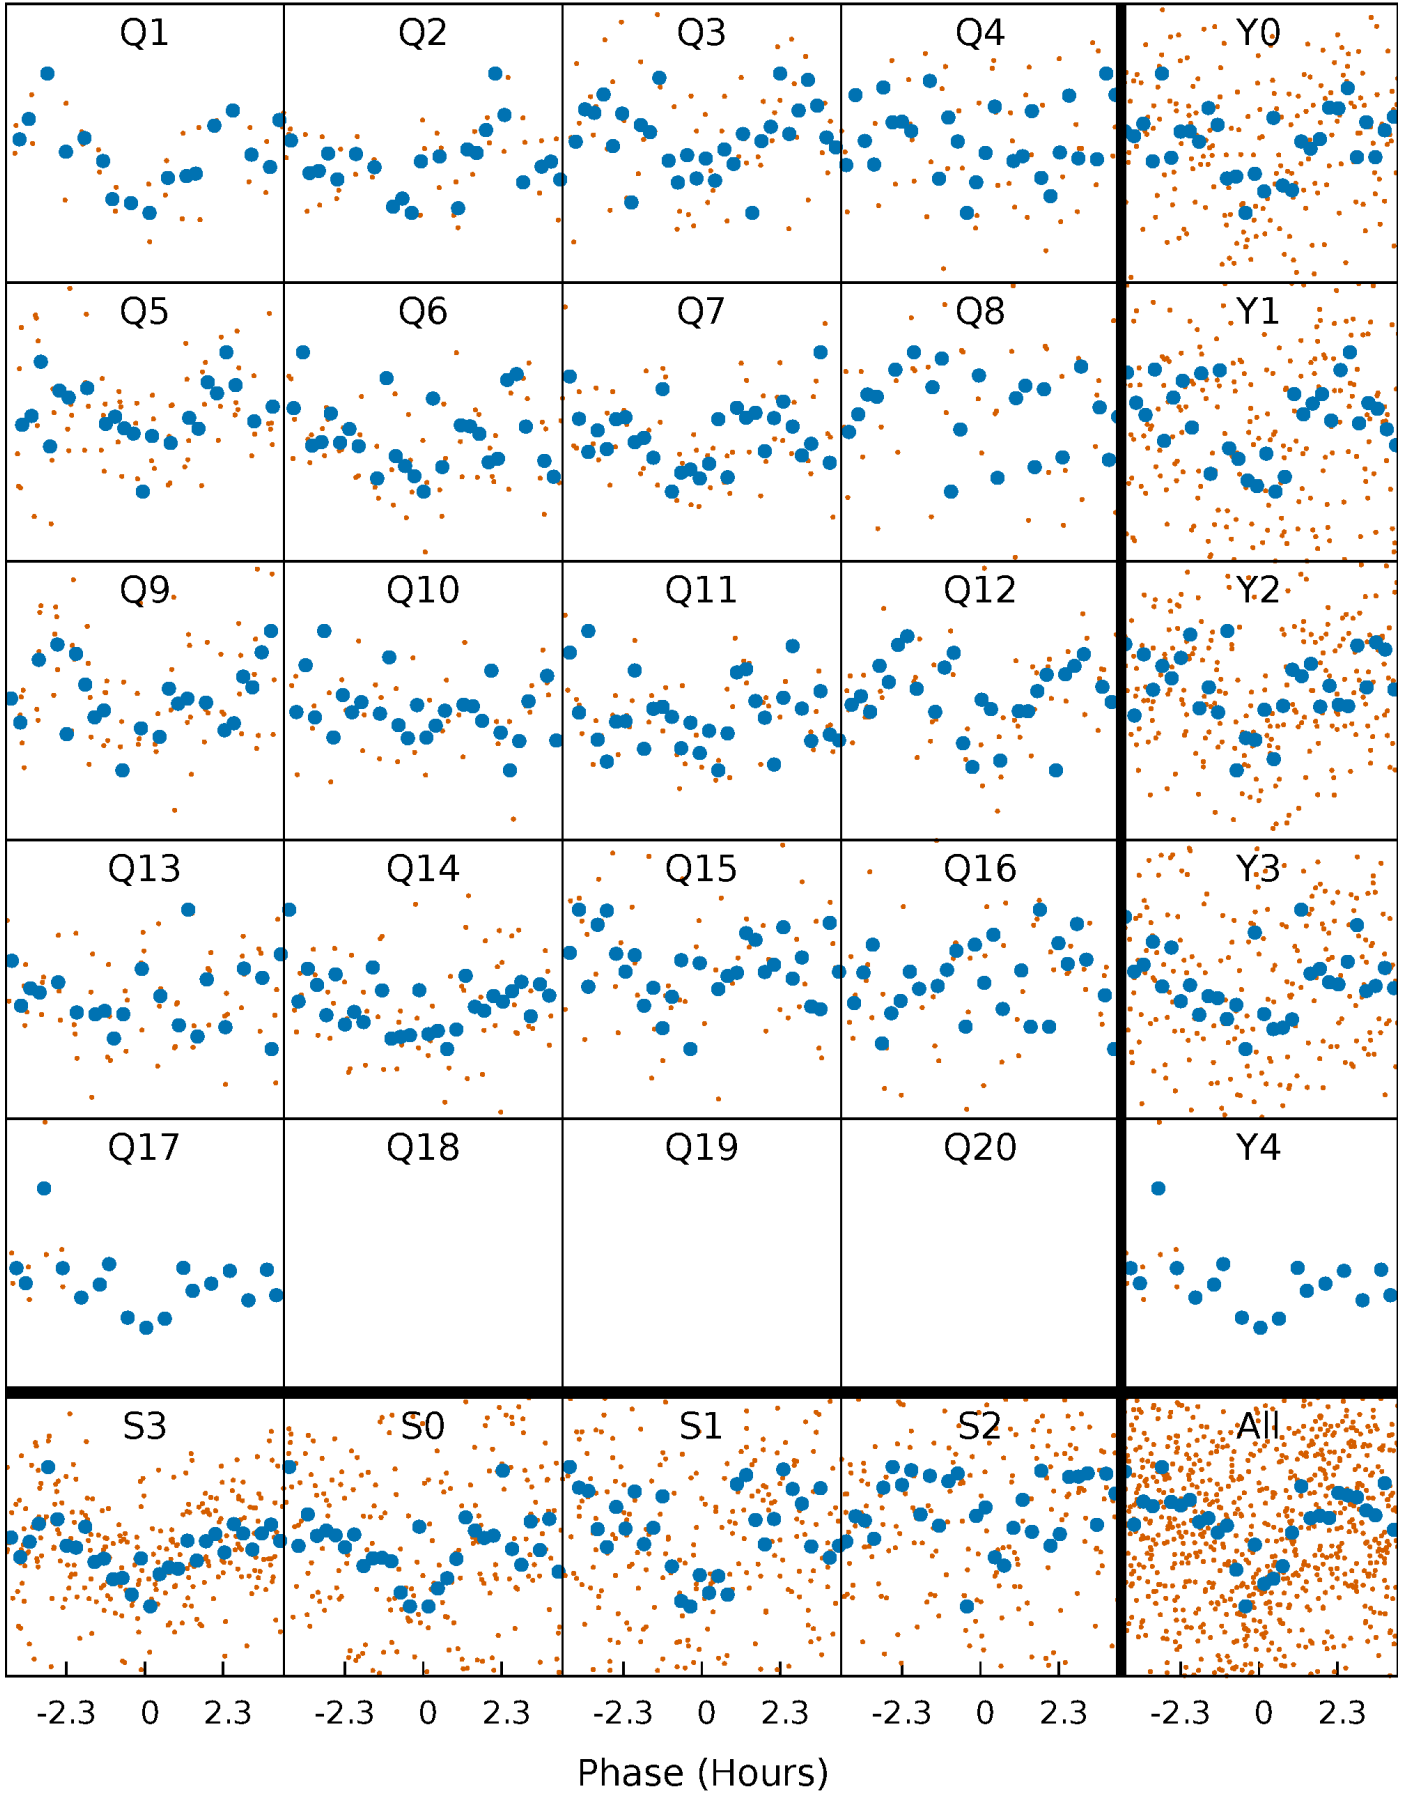 Q1 Q2 Q3 Q4 Y0
Q5 Q6 Q7 Q8 Y1
Q9 Q10 Q11 Q12 Y2
Q13 Q14 Q15 Q16 Y3
Q17 Q18 Q19 Q20 Y4
S3 S0 S1 S2 All
-2.3 0 2.3 -2.3 0 2.3 -2.3 0 2.3 -2.3 0 2.3 -2.3 0 2.3
Phase (Hours)